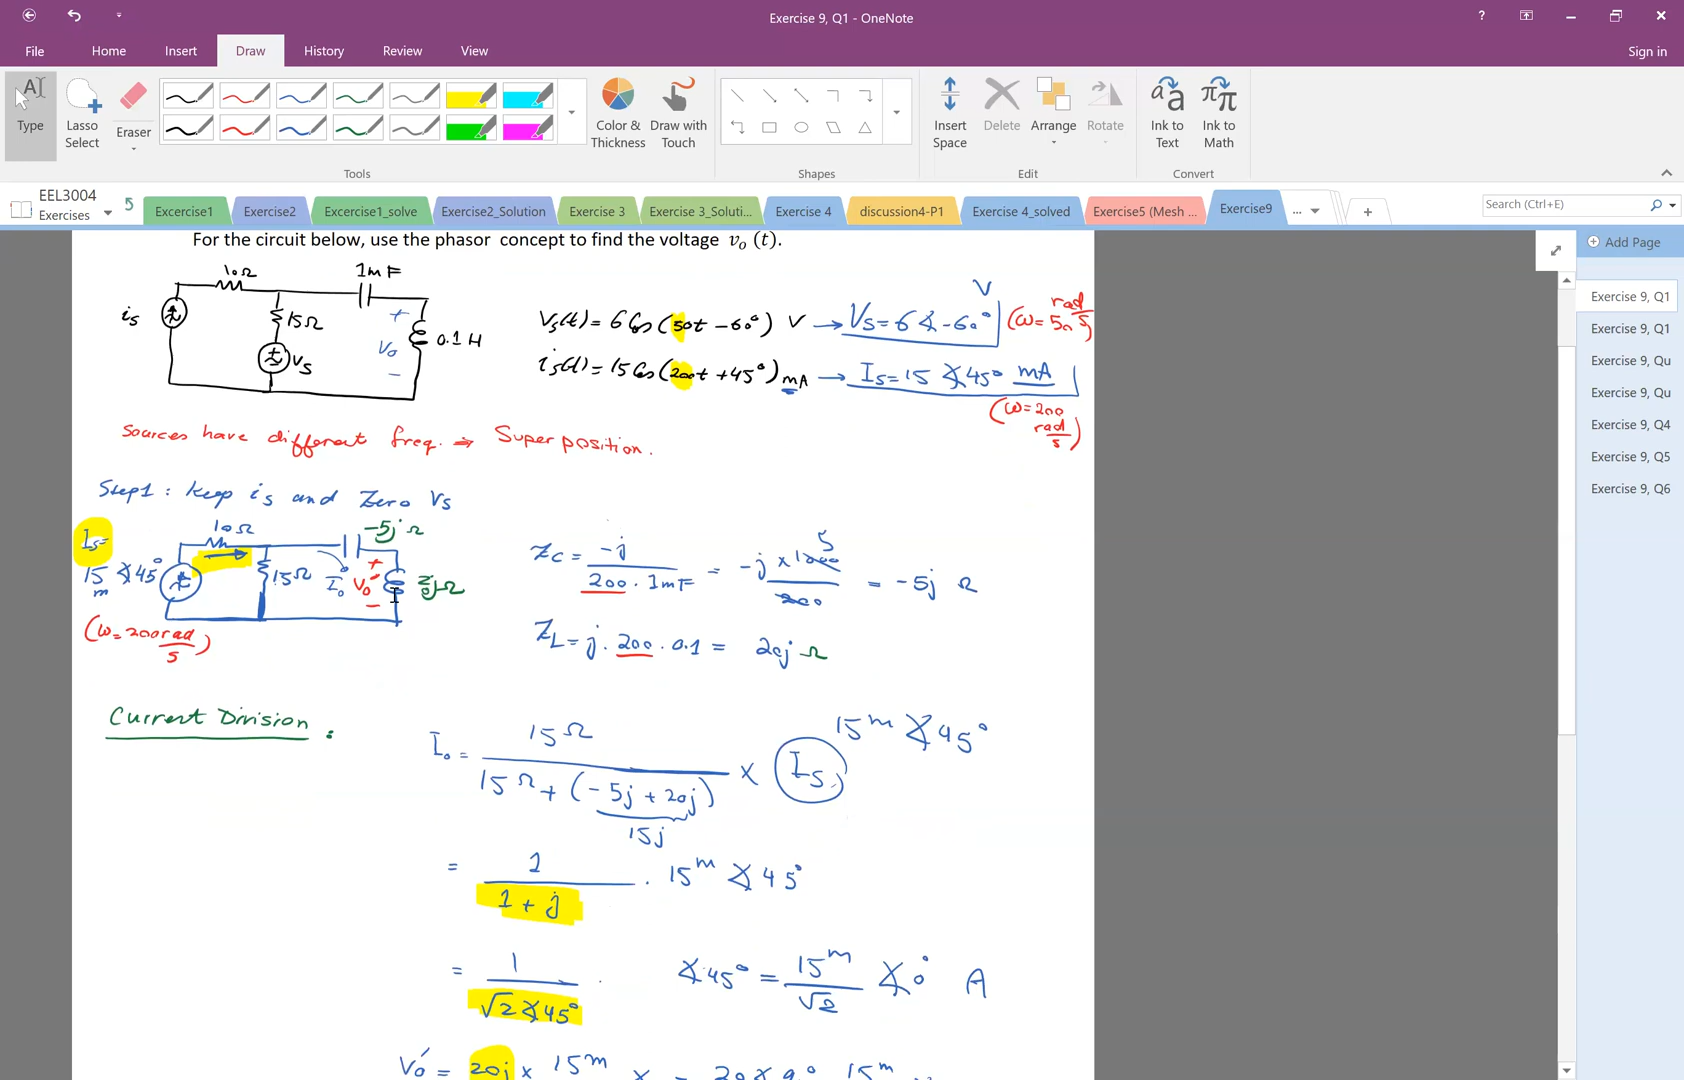 Exercise 9, Q1 - OneNote
?
File
Home
Insert
Draw
History
Review
View
Sign in
Type
Lasso
Select
Eraser
Color &
Thickness
Draw with
Touch
Tools
Shapes
Insert
Space
Delete
Arrange
Rotate
Edit
Ink to
Text
Ink to
Math
Convert
EEL3004
Exercises
Excercise1
Exercise2
Excercise1_solve
Exercise2_Solution
Exercise 3
Exercise 3_Soluti...
Exercise 4
discussion4-P1
Exercise 4_solved
Exercise5 (Mesh ...
Exercise9
...
Search (Ctrl+E)
Add Page
Exercise 9, Q1
Exercise 9, Q1
Exercise 9, Qu
Exercise 9, Qu
Exercise 9, Q4
Exercise 9, Q5
Exercise 9, Q6
For the circuit below, use the phasor concept to find the voltage v₀ (t).
10Ω
1mF
is
15Ω
Vs
+
Vo
-
0.1 H
Vs(t) = 6 Cos(50t - 60°) V → Vs = 6 ∠ -60° V
(ω = 50 rad/s)
is(t) = 15 Cos(200t + 45°) mA → Is = 15 ∠45° mA
(ω = 200 rad/s)
Sources have different freq. ⇒ Super position.
Step1 : Keep is and Zero Vs
Is=
15 ∠45°
m
10Ω
-5j Ω
15Ω
Io
+
Vo
-
(ω = 200 rad/s)
Zc = -j / (200 . 1mF) = -j × 1000 / 200 = -5j Ω
5
ZL = j . 200 . 0.1 = 20j Ω
Current Division :
Io = 15Ω / (15Ω + (-5j + 20j)) × Is
15j
15m ∠45°
= 1 / (1 + j) . 15m ∠45°
= 1 / (√2 ∠45°) . ∠45° = 15m / √2 ∠0° A
Vo' = 20j × 15m